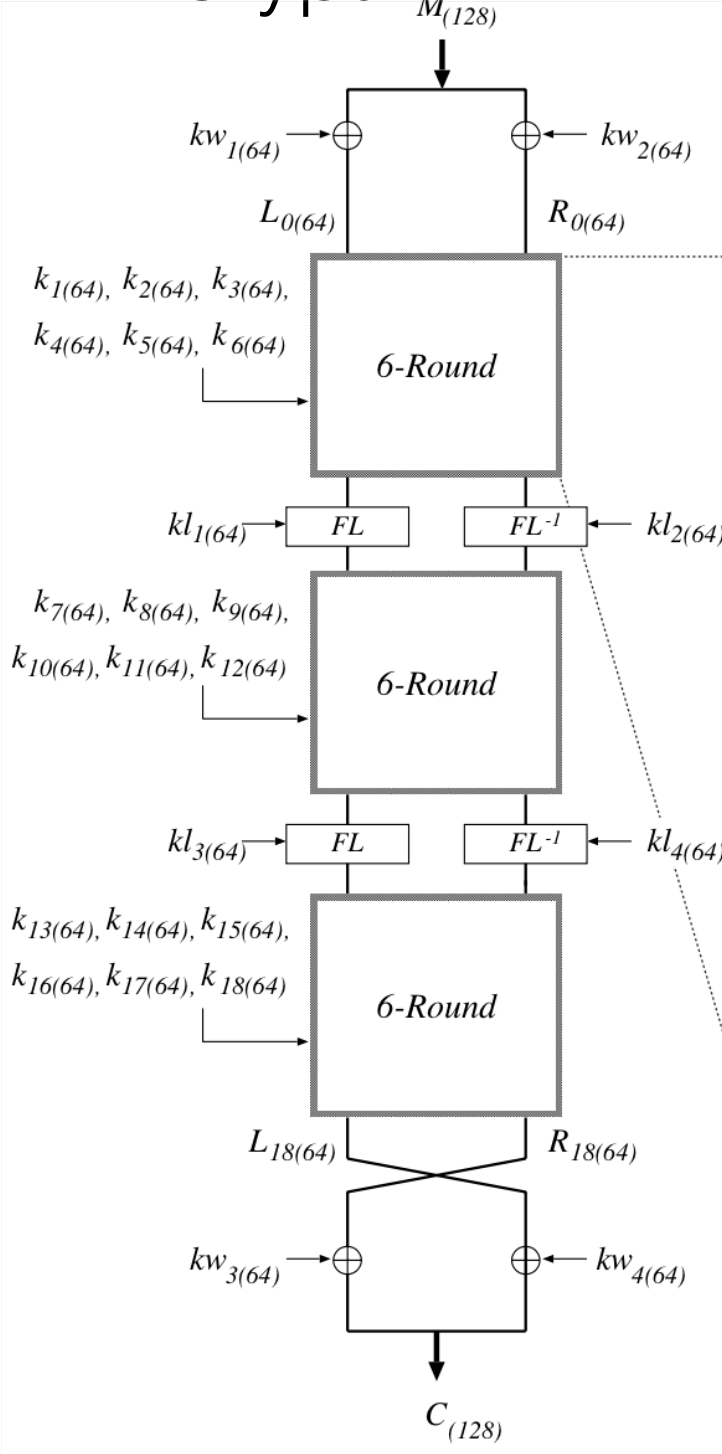 M(128)
kw1(64) kw2(64)
L0(64) R0(64)
k1(64), k2(64), k3(64),
k4(64), k5(64), k6(64)
6-Round
kl1(64) FL FL-1 kl2(64)
k7(64), k8(64), k9(64),
k10(64), k11(64), k12(64)
6-Round
kl3(64) FL FL-1 kl4(64)
k13(64), k14(64), k15(64),
k16(64), k17(64), k18(64)
6-Round
L18(64) R18(64)
kw3(64) kw4(64)
C(128)